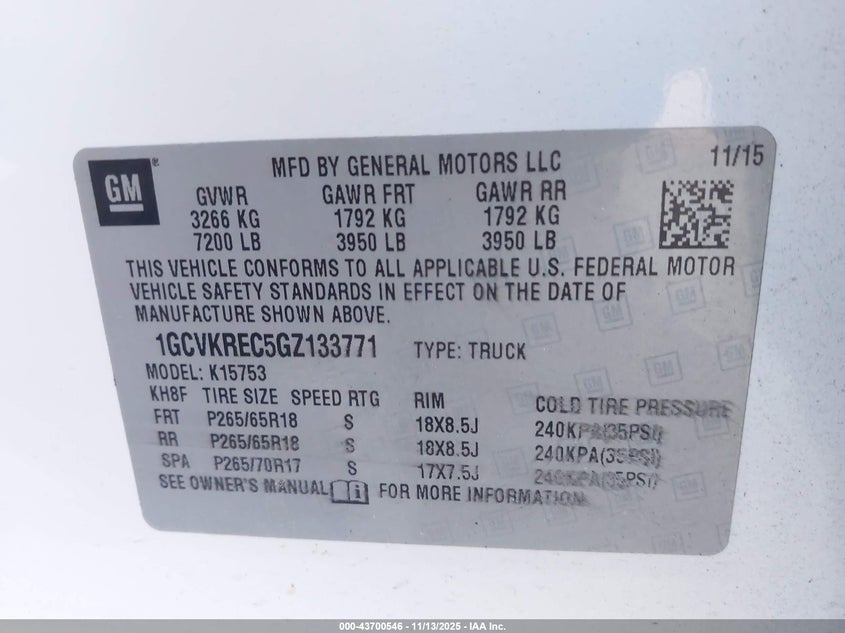 GM
MFD BY GENERAL MOTORS LLC 11/15
GVWR GAWR FRT GAWR RR
3266 KG 1792 KG 1792 KG
7200 LB 3950 LB 3950 LB
THIS VEHICLE CONFORMS TO ALL APPLICABLE U.S. FEDERAL MOTOR
VEHICLE SAFETY STANDARDS IN EFFECT ON THE DATE OF
MANUFACTURE SHOWN ABOVE.
1GCVKREC5GZ133771 TYPE: TRUCK
MODEL: K15753
KH8F TIRE SIZE SPEED RTG RIM COLD TIRE PRESSURE
FRT P265/65R18 S 18X8.5J 240KPA(35PSI)
RR P265/65R18 S 18X8.5J 240KPA(35PSI)
SPA P265/70R17 S 17X7.5J 240KPA(35PSI)
SEE OWNER'S MANUAL FOR MORE INFORMATION
000-43700546 - 11/13/2025 - IAA Inc.